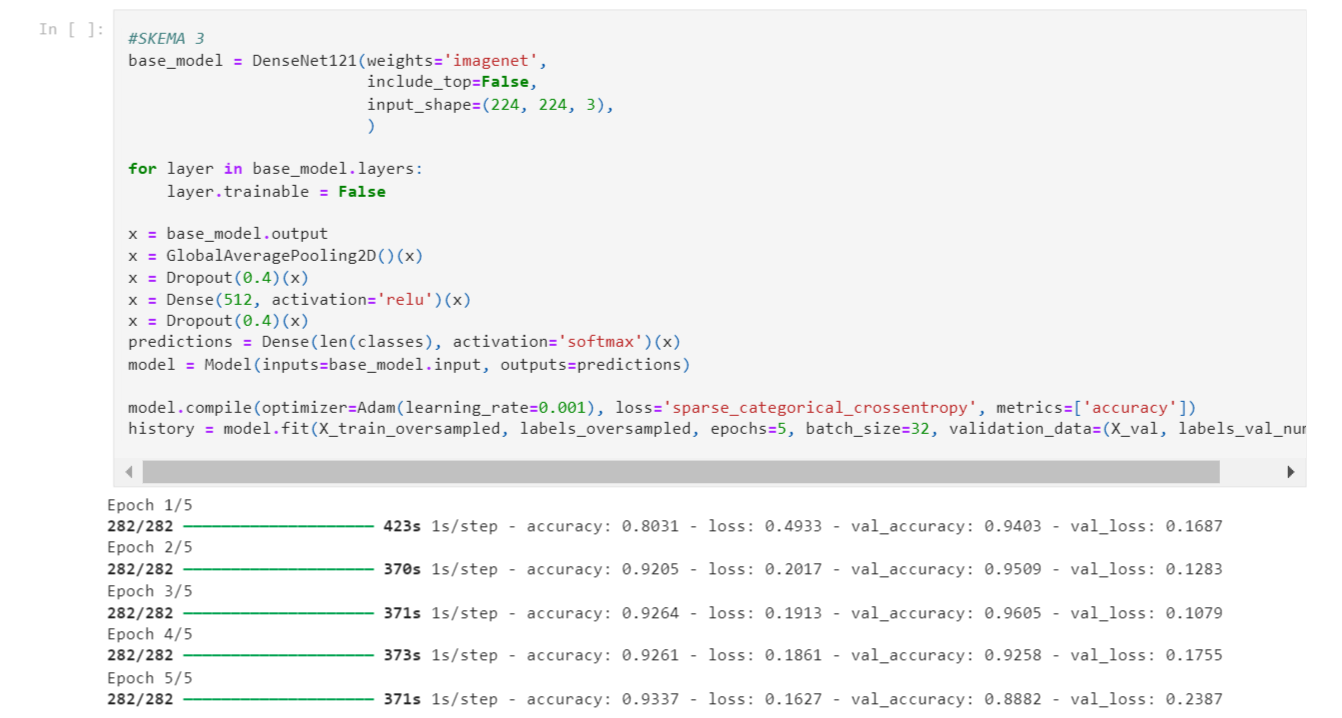 In [ ]:
#SKEMA 3
base_model = DenseNet121(weights='imagenet',
                         include_top=False,
                         input_shape=(224, 224, 3),
                         )
for layer in base_model.layers:
    layer.trainable = False
x = base_model.output
x = GlobalAveragePooling2D()(x)
x = Dropout(0.4)(x)
x = Dense(512, activation='relu')(x)
x = Dropout(0.4)(x)
predictions = Dense(len(classes), activation='softmax')(x)
model = Model(inputs=base_model.input, outputs=predictions)
model.compile(optimizer=Adam(learning_rate=0.001), loss='sparse_categorical_crossentropy', metrics=['accuracy'])
history = model.fit(X_train_oversampled, labels_oversampled, epochs=5, batch_size=32, validation_data=(X_val, labels_val_nu
Epoch 1/5
282/282 423s 1s/step - accuracy: 0.8031 - loss: 0.4933 - val_accuracy: 0.9403 - val_loss: 0.1687
Epoch 2/5
282/282 370s 1s/step - accuracy: 0.9205 - loss: 0.2017 - val_accuracy: 0.9509 - val_loss: 0.1283
Epoch 3/5
282/282 371s 1s/step - accuracy: 0.9264 - loss: 0.1913 - val_accuracy: 0.9605 - val_loss: 0.1079
Epoch 4/5
282/282 373s 1s/step - accuracy: 0.9261 - loss: 0.1861 - val_accuracy: 0.9258 - val_loss: 0.1755
Epoch 5/5
282/282 371s 1s/step - accuracy: 0.9337 - loss: 0.1627 - val_accuracy: 0.8882 - val_loss: 0.2387